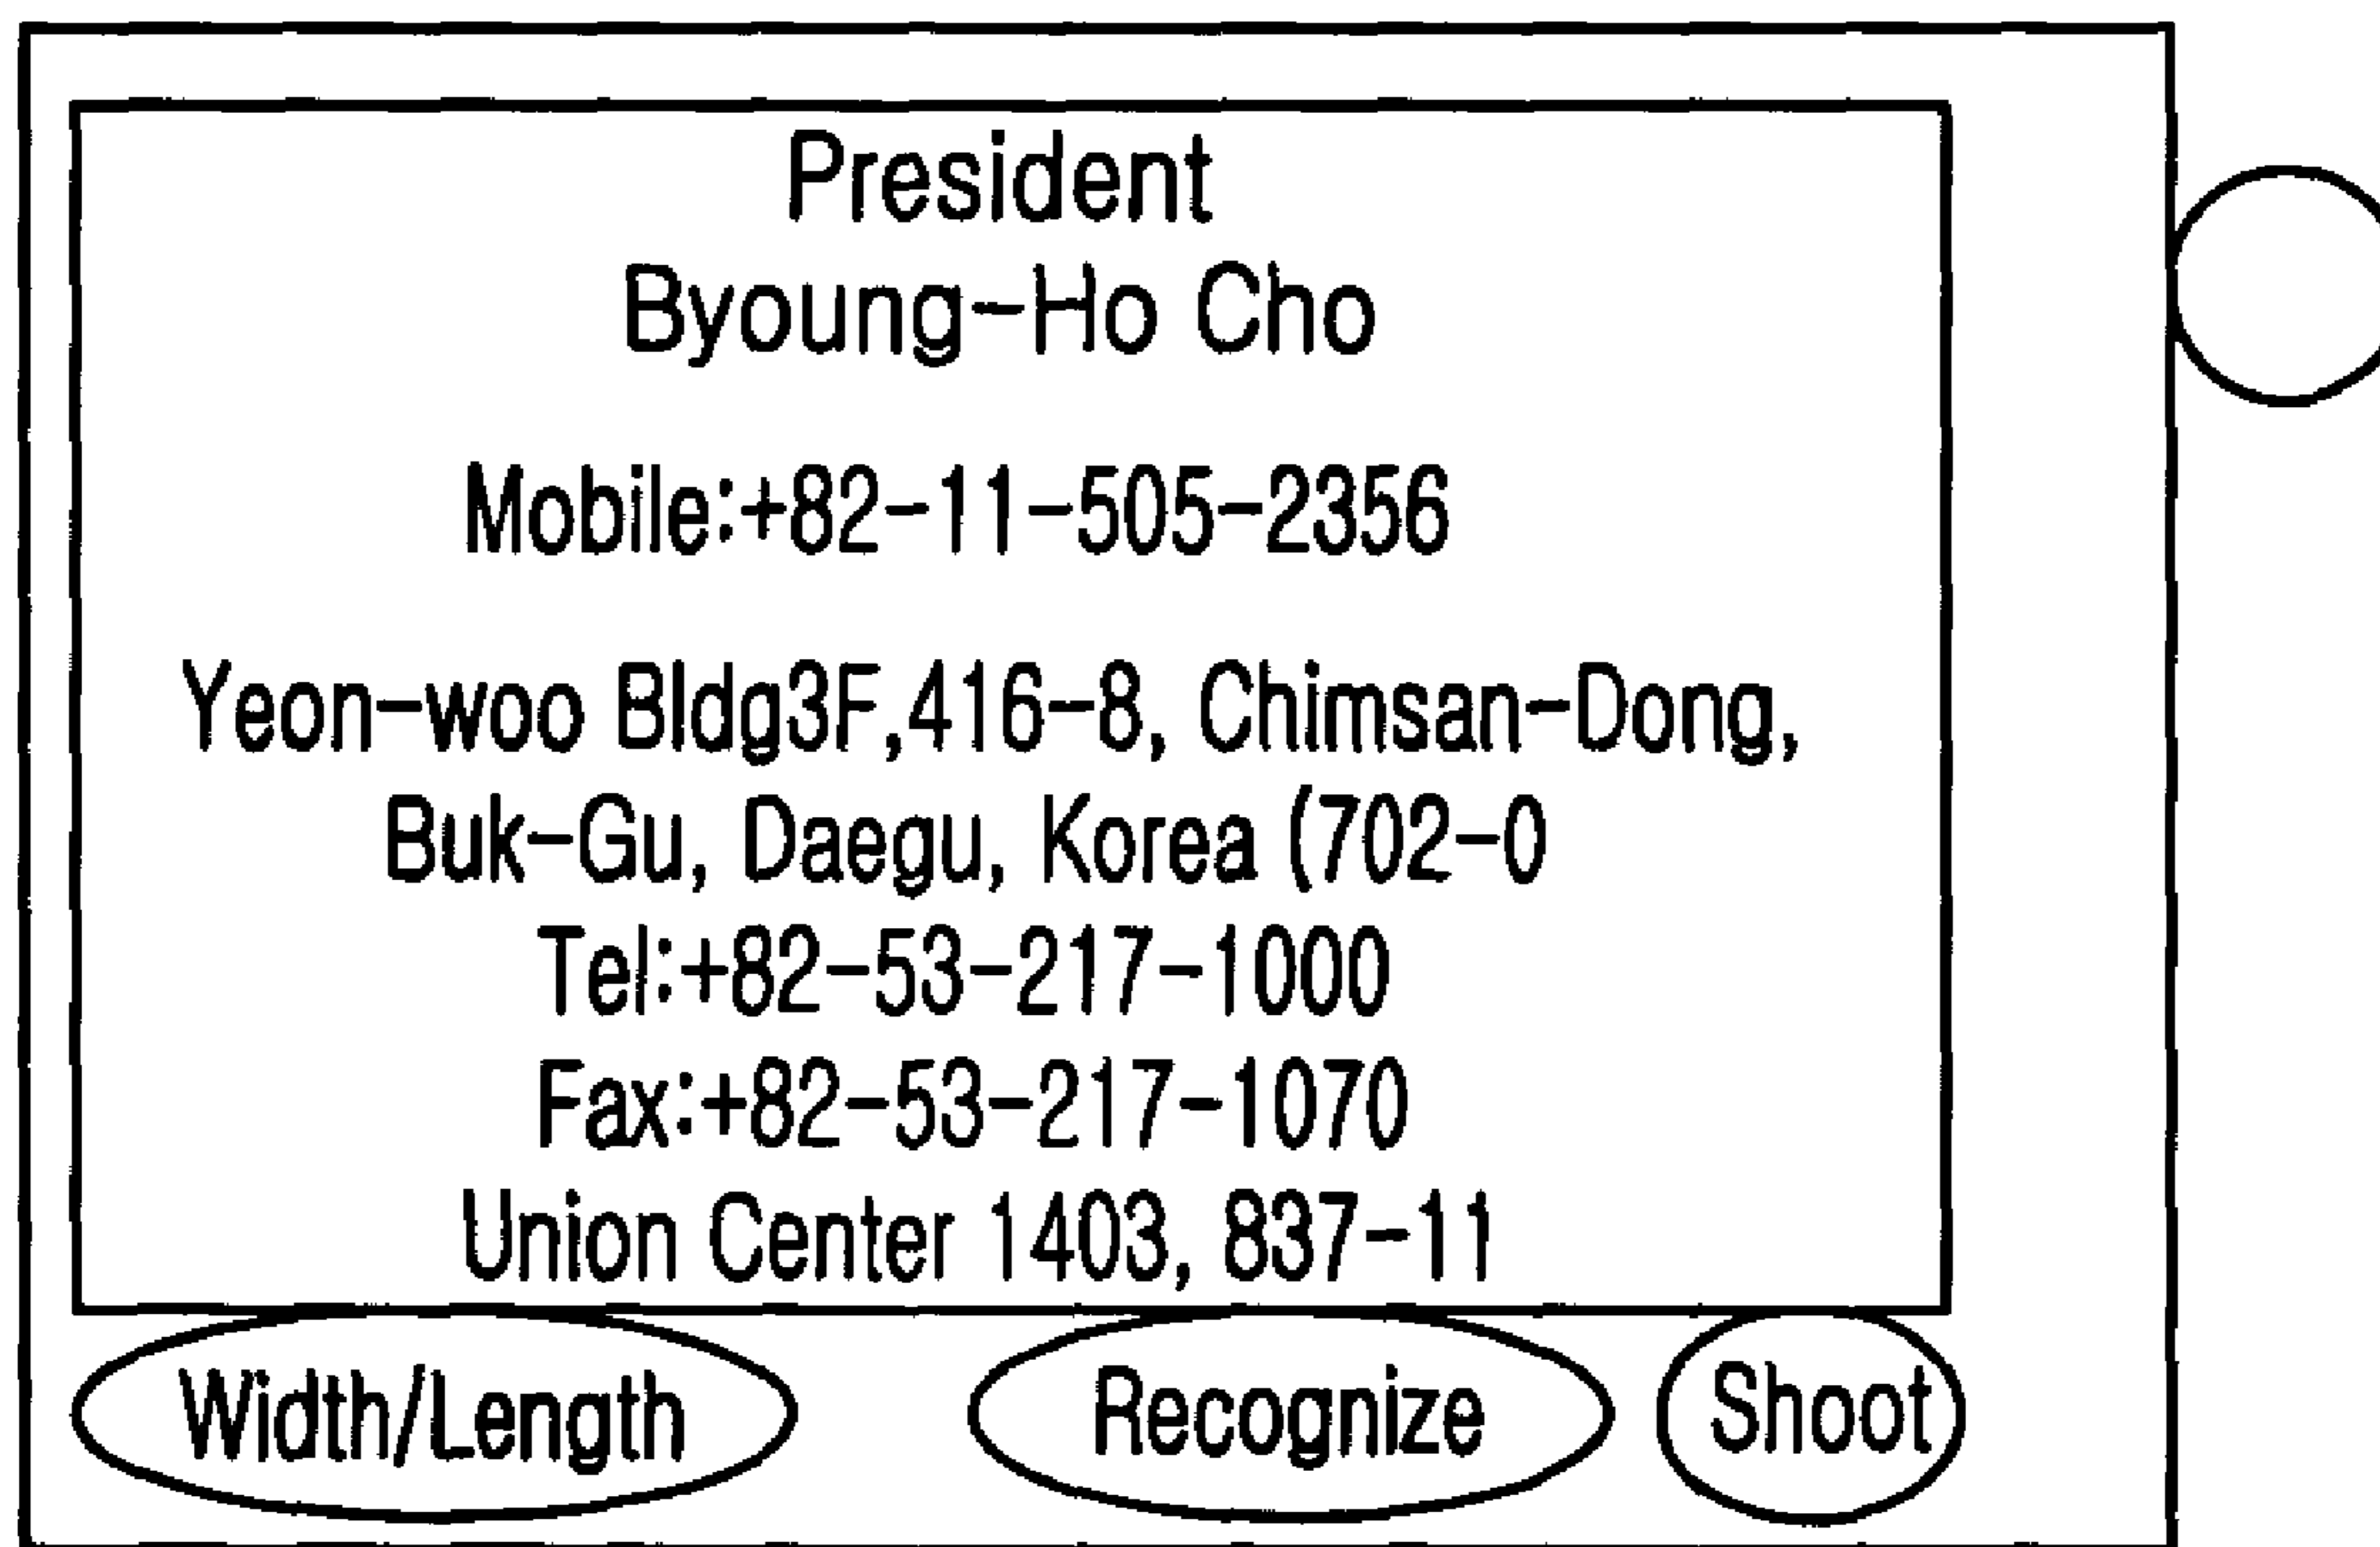 President
Byoung-Ho Cho
Mobile:+82-11-505-2356
Yeon-woo Bldg3F,416-8, Chimsan-Dong,
Buk-Gu, Daegu, Korea (702-0
Tel:+82-53-217-1000
Fax:+82-53-217-1070
Union Center 1403, 837-11
Width/Length Recognize Shoot